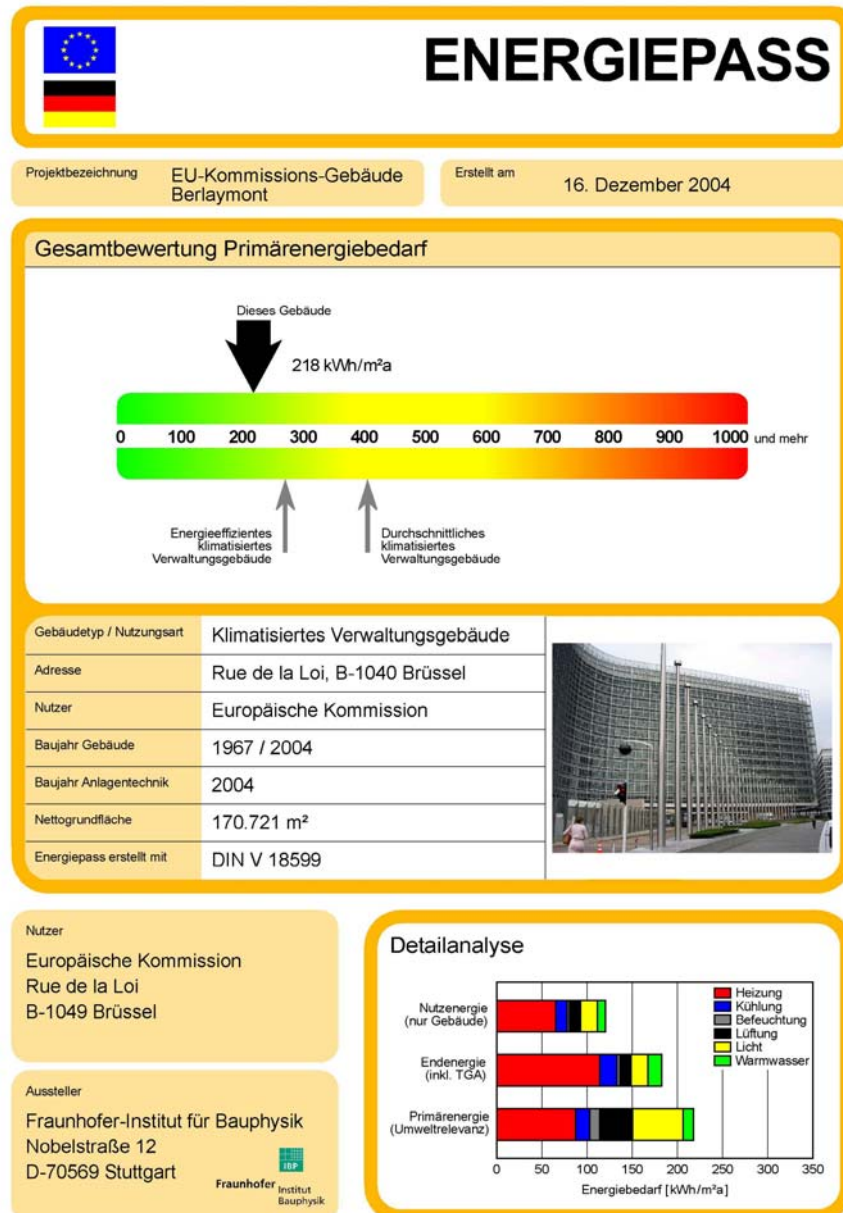 ENERGIEPASS
Projektbezeichnung
EU-Kommissions-Gebäude
Berlaymont
Erstellt am
16. Dezember 2004
Gesamtbewertung Primärenergiebedarf
Dieses Gebäude
218 kWh/m²a
0 100 200 300 400 500 600 700 800 900 1000 und mehr
Energieeffizientes
klimatisiertes
Verwaltungsgebäude
Durchschnittliches
klimatisiertes
Verwaltungsgebäude
Gebäudetyp / Nutzungsart Klimatisiertes Verwaltungsgebäude
Adresse Rue de la Loi, B-1040 Brüssel
Nutzer Europäische Kommission
Baujahr Gebäude 1967 / 2004
Baujahr Anlagentechnik 2004
Nettogrundfläche 170.721 m²
Energiepass erstellt mit DIN V 18599
Nutzer
Europäische Kommission
Rue de la Loi
B-1049 Brüssel
Aussteller
Fraunhofer-Institut für Bauphysik
Nobelstraße 12
D-70569 Stuttgart
IBP
Fraunhofer Institut
Bauphysik
Detailanalyse
Nutzenergie
(nur Gebäude)
Endenergie
(inkl. TGA)
Primärenergie
(Umweltrelevanz)
Heizung
Kühlung
Befeuchtung
Lüftung
Licht
Warmwasser
0 50 100 150 200 250 300 350
Energiebedarf [kWh/m²a]